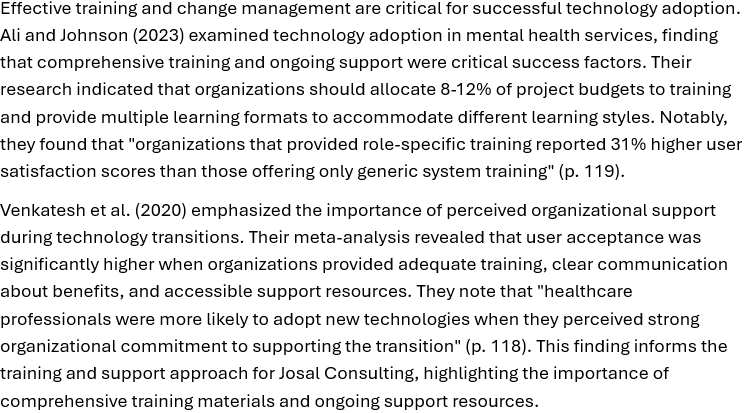 Effective training and change management are critical for successful technology adoption.
Ali and Johnson (2023) examined technology adoption in mental health services, finding
that comprehensive training and ongoing support were critical success factors. Their
research indicated that organizations should allocate 8-12% of project budgets to training
and provide multiple learning formats to accommodate different learning styles. Notably,
they found that "organizations that provided role-specific training reported 31% higher user
satisfaction scores than those offering only generic system training" (p. 119).
Venkatesh et al. (2020) emphasized the importance of perceived organizational support
during technology transitions. Their meta-analysis revealed that user acceptance was
significantly higher when organizations provided adequate training, clear communication
about benefits, and accessible support resources. They note that "healthcare
professionals were more likely to adopt new technologies when they perceived strong
organizational commitment to supporting the transition" (p. 118). This finding informs the
training and support approach for Josal Consulting, highlighting the importance of
comprehensive training materials and ongoing support resources.